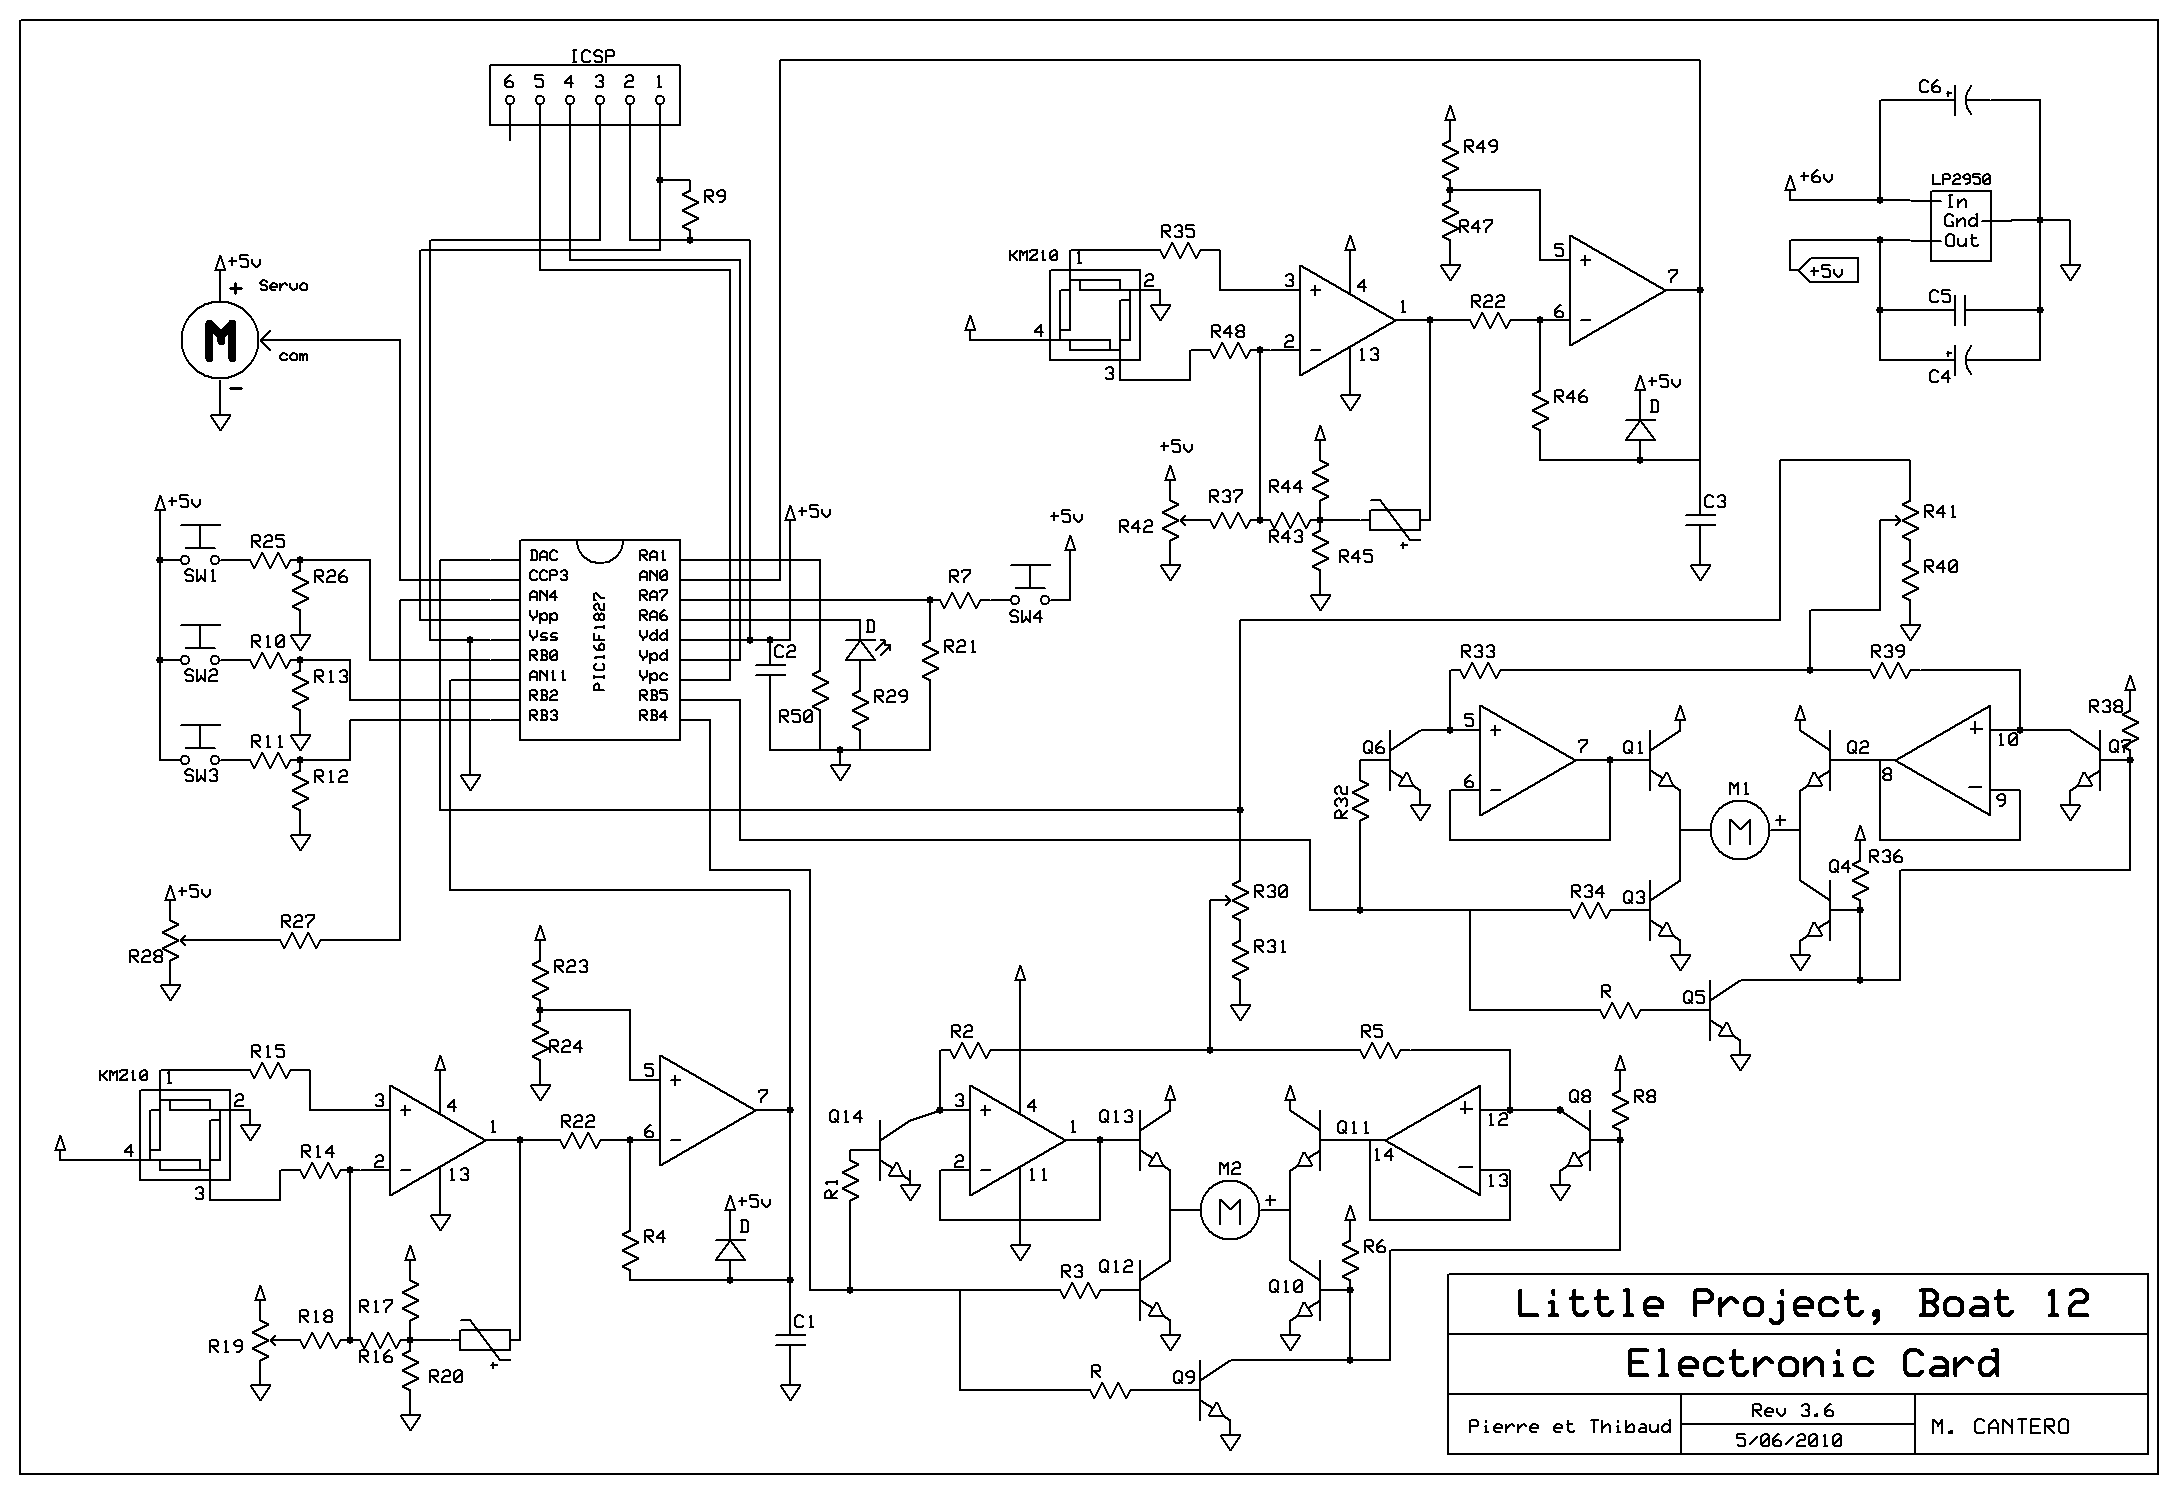 ICSP
6 5 4 3 2 1
R9
+5v
+ Servo
M
com
-
+5v
SW1
R25
R26
SW2
R10
R13
SW3
R11
R12
DAC RA1
CCP3 AN0
AN4 RA7
Vpp RA6
Vss Vdd
RB0 Vpd
AN11 Vpc
RB2 RB5
RB3 RB4
PIC16F1827
+5v
C2
R50
D
R29
R21
R7
SW4
+5v
+5v
R28
R27
KMZ10
1
2
3
4
R35
R48
3 +
2 -
4
13
1
R49
R47
R22
5 +
6 -
7
R46
+5v
D
C3
+5v
R42
R37
R43
R44
R45
+
C6
+
+6v
LP2950
In
Gnd
Out
+5v
C5
+
C4
R41
R40
R33
R39
R38
Q6
5 +
6 -
7
Q1
Q2
+
10
-
9
8
Q7
R32
M1
M
+
Q4
R36
R34
Q3
R
Q5
R30
R31
KMZ10
1
2
3
4
R15
R14
3 +
2 -
4
13
1
R23
R24
R22
5 +
6 -
7
R4
+5v
D
C1
R19
R18
R16
R17
R20
+
R2
R5
Q14
3 +
2 -
4
11
1
Q13
Q11
+
12
-
13
14
Q8
R8
R1
M2
M
+
R6
R3
Q12
Q10
R
Q9
Little Project, Boat 12
Electronic Card
Pierre et Thibaud
Rev 3.6
5/06/2010
M. CANTERO